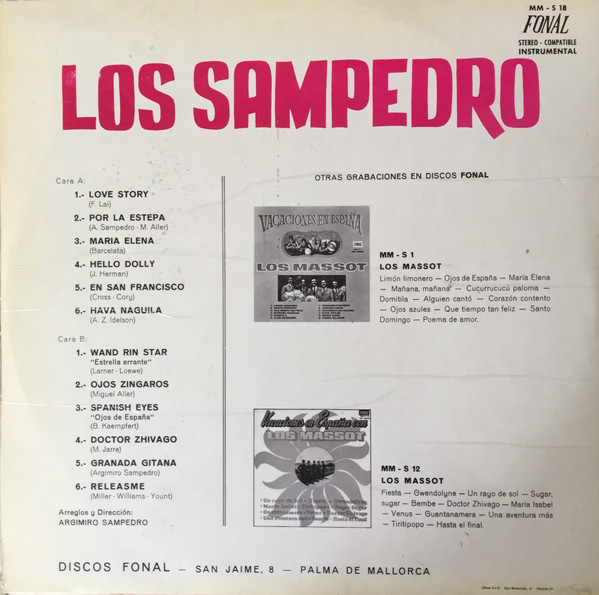 MM - S 18
FONAL
STEREO - COMPATIBLE
INSTRUMENTAL
LOS SAMPEDRO
Cara A:
1.- LOVE STORY
(F. Lai)
2.- POR LA ESTEPA
(A. Sampedro - M. Aller)
3.- MARIA ELENA
(Barcelata)
4.- HELLO DOLLY
(J. Herman)
5.- EN SAN FRANCISCO
(Cross - Cory)
6.- HAVA NAGUILA
(A. Z. Idelson)
Cara B:
1.- WAND RIN STAR
"Estrella errante"
(Larner - Loewe)
2.- OJOS ZINGAROS
(Miguel Aller)
3.- SPANISH EYES
"Ojos de España"
(B. Kaempfert)
4.- DOCTOR ZHIVAGO
(M. Jarre)
5.- GRANADA GITANA
(Argimiro Sampedro)
6.- RELEASME
(Miller - Williams - Yount)
Arreglos y Dirección:
ARGIMIRO SAMPEDRO
OTRAS GRABACIONES EN DISCOS FONAL
VACACIONES EN ESPAÑA
LOS MASSOT
MM - S 1
LOS MASSOT
Limón limonero — Ojos de España — María Elena
— Mañana, mañana — Cucurrucucú paloma —
Domitila — Alguien cantó — Corazón contento
— Ojos azules — Que tiempo tan feliz — Santo
Domingo — Poema de amor.
Vacaciones en España con
LOS MASSOT
MM - S 12
LOS MASSOT
Fiesta — Gwendolyne — Un rayo de sol — Sugar,
sugar — Bembe — Doctor Zhivago — María Isabel
— Venus — Guantanamera — Una aventura más
— Tiritipopo — Hasta el final.
DISCOS FONAL — SAN JAIME, 8 — PALMA DE MALLORCA